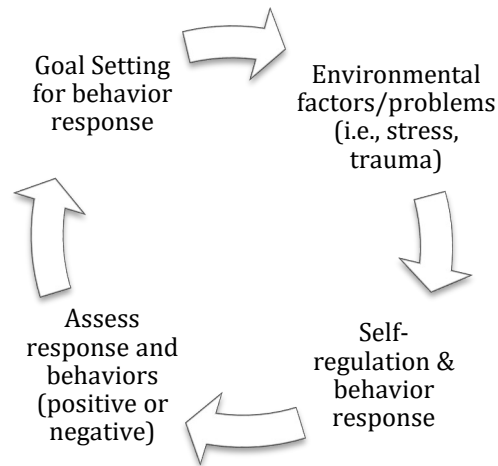 Goal Setting
for behavior
response
Environmental
factors/problems
(i.e., stress,
trauma)
Self-
regulation &
behavior
response
Assess
response and
behaviors
(positive or
negative)